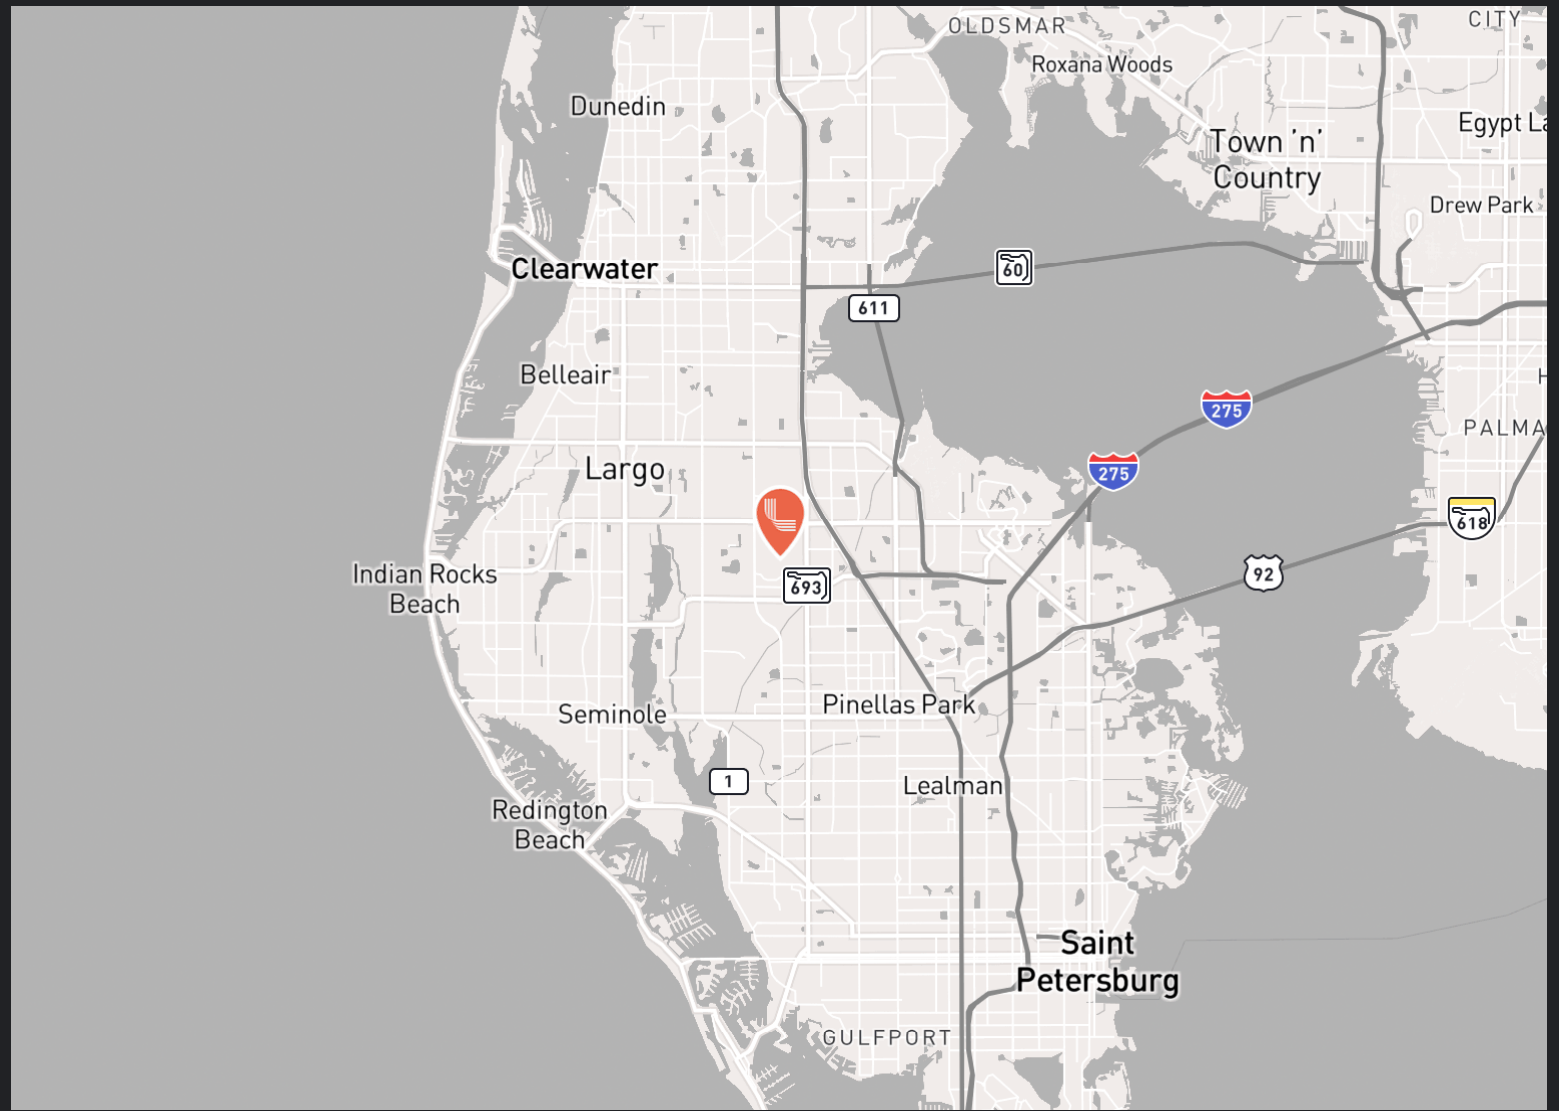 OLDSMAR
CITY
Roxana Woods
Dunedin
Egypt La
Town 'n'
Country
Drew Park
Clearwater
60
611
Belleair
275
PALMA
Largo
275
618
Indian Rocks
Beach
92
693
Pinellas Park
Seminole
1
Lealman
Redington
Beach
Saint
Petersburg
GULFPORT